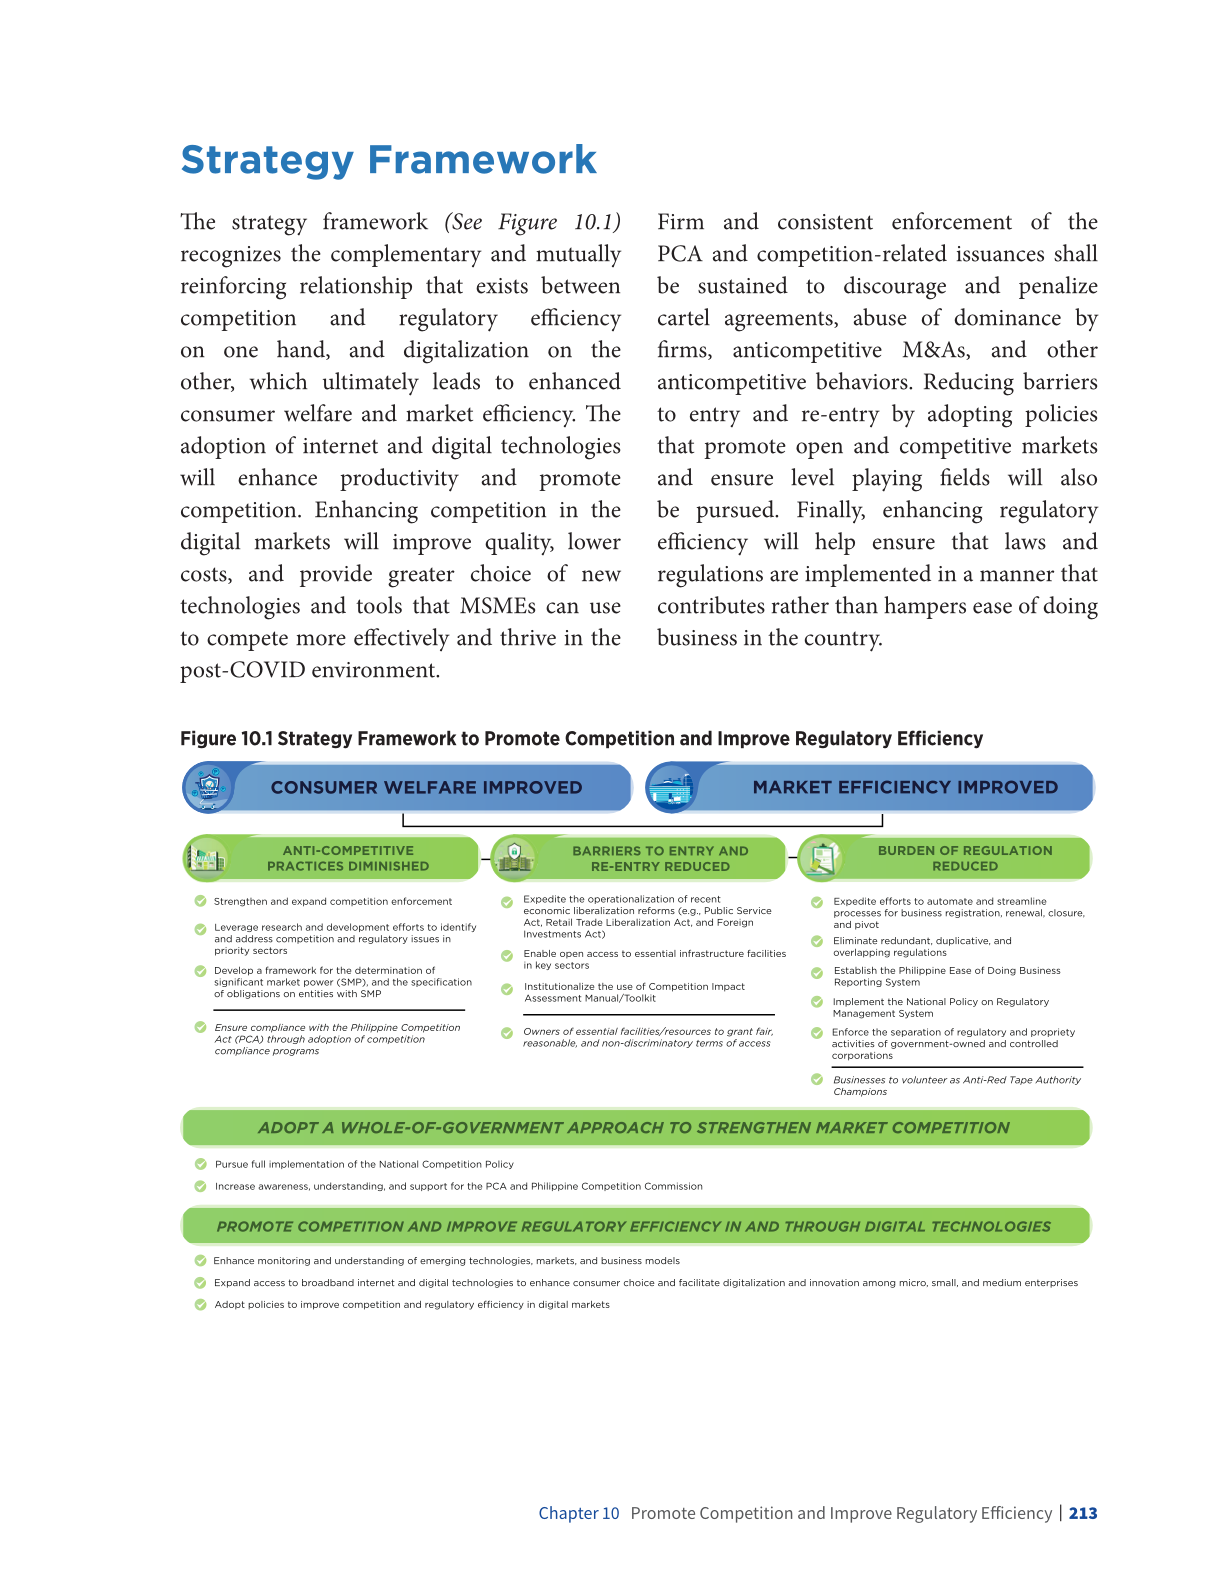 Strategy Framework
The strategy framework (See Figure 10.1)
recognizes the complementary and mutually
reinforcing relationship that exists between
competition and regulatory efficiency
on one hand, and digitalization on the
other, which ultimately leads to enhanced
consumer welfare and market efficiency. The
adoption of internet and digital technologies
will enhance productivity and promote
competition. Enhancing competition in the
digital markets will improve quality, lower
costs, and provide greater choice of new
technologies and tools that MSMEs can use
to compete more effectively and thrive in the
post-COVID environment.
Firm and consistent enforcement of the
PCA and competition-related issuances shall
be sustained to discourage and penalize
cartel agreements, abuse of dominance by
firms, anticompetitive M&As, and other
anticompetitive behaviors. Reducing barriers
to entry and re-entry by adopting policies
that promote open and competitive markets
and ensure level playing fields will also
be pursued. Finally, enhancing regulatory
efficiency will help ensure that laws and
regulations are implemented in a manner that
contributes rather than hampers ease of doing
business in the country.
Figure 10.1 Strategy Framework to Promote Competition and Improve Regulatory Efficiency
CONSUMER WELFARE IMPROVED
MARKET EFFICIENCY IMPROVED
ANTI-COMPETITIVE
PRACTICES DIMINISHED
Strengthen and expand competition enforcement
Leverage research and development efforts to identify
and address competition and regulatory issues in
priority sectors
Develop a framework for the determination of
significant market power (SMP), and the specification
of obligations on entities with SMP
Ensure compliance with the Philippine Competition
Act (PCA) through adoption of competition
compliance programs
BARRIERS TO ENTRY AND
RE-ENTRY REDUCED
Expedite the operationalization of recent
economic liberalization reforms (e.g., Public Service
Act, Retail Trade Liberalization Act, and Foreign
Investments Act)
Enable open access to essential infrastructure facilities
in key sectors
Institutionalize the use of Competition Impact
Assessment Manual/Toolkit
Owners of essential facilities/resources to grant fair,
reasonable, and non-discriminatory terms of access
BURDEN OF REGULATION
REDUCED
Expedite efforts to automate and streamline
processes for business registration, renewal, closure,
and pivot
Eliminate redundant, duplicative, and
overlapping regulations
Establish the Philippine Ease of Doing Business
Reporting System
Implement the National Policy on Regulatory
Management System
Enforce the separation of regulatory and propriety
activities of government-owned and controlled
corporations
Businesses to volunteer as Anti-Red Tape Authority
Champions
ADOPT A WHOLE-OF-GOVERNMENT APPROACH TO STRENGTHEN MARKET COMPETITION
Pursue full implementation of the National Competition Policy
Increase awareness, understanding, and support for the PCA and Philippine Competition Commission
PROMOTE COMPETITION AND IMPROVE REGULATORY EFFICIENCY IN AND THROUGH DIGITAL TECHNOLOGIES
Enhance monitoring and understanding of emerging technologies, markets, and business models
Expand access to broadband internet and digital technologies to enhance consumer choice and facilitate digitalization and innovation among micro, small, and medium enterprises
Adopt policies to improve competition and regulatory efficiency in digital markets
Chapter 10 Promote Competition and Improve Regulatory Efficiency | 213